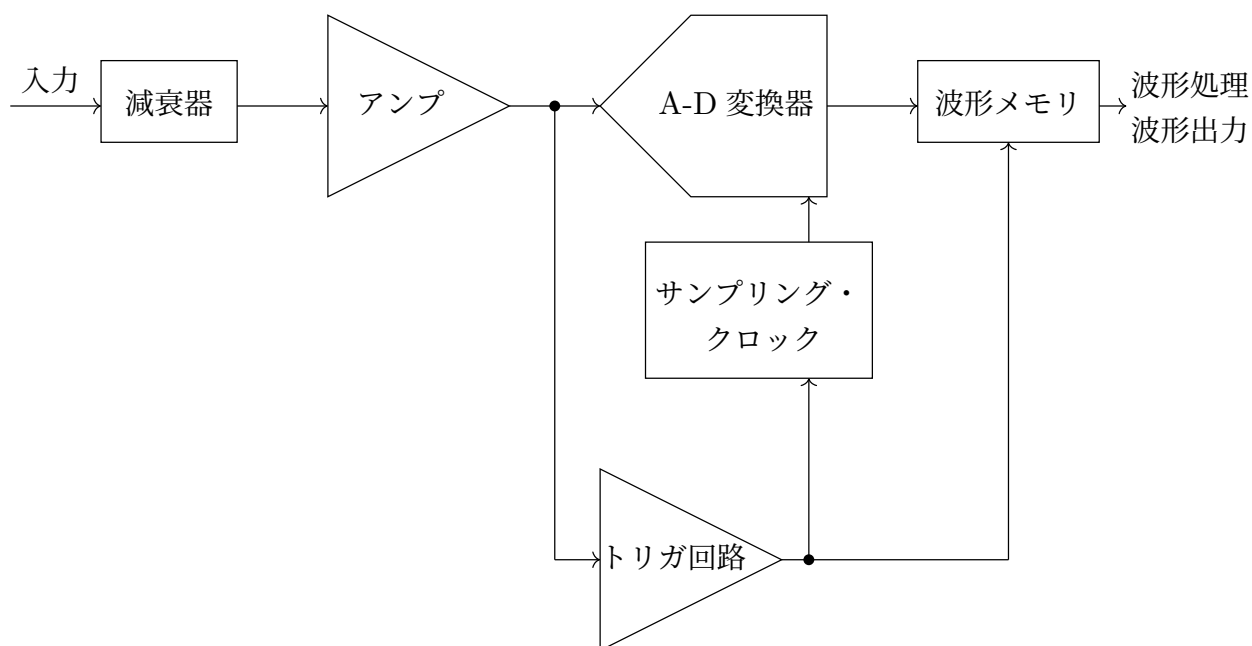 入力
減衰器
アンプ
A-D 変換器
波形メモリ
波形処理
波形出力
サンプリング・
クロック
トリガ回路